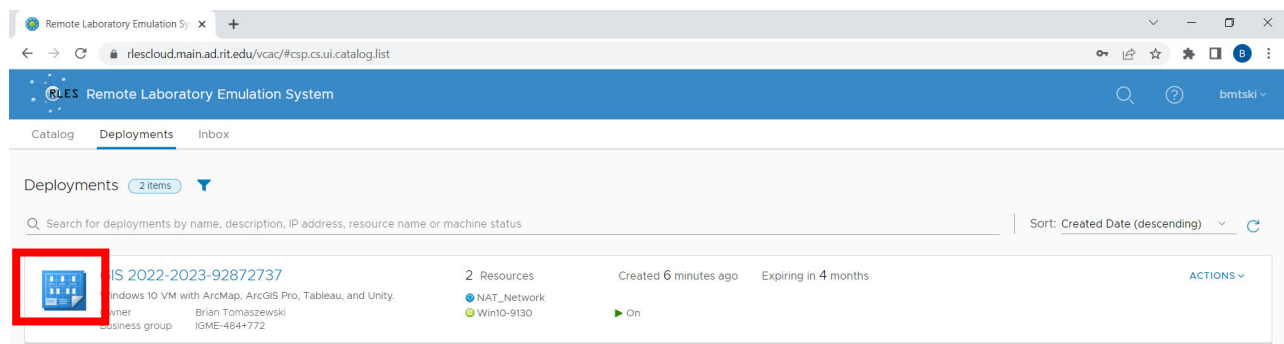 Remote Laboratory Emulation Sy
rlescloud.main.ad.rit.edu/vcac/#csp.cs.ui.catalog.list
B
RLES Remote Laboratory Emulation System
bmtski
Catalog Deployments Inbox
Deployments 2 items
Search for deployments by name, description, IP address, resource name or machine status
Sort: Created Date (descending)
GIS 2022-2023-92872737 2 Resources Created 6 minutes ago Expiring in 4 months ACTIONS
indows 10 VM with ArcMap, ArcGIS Pro, Tableau, and Unity. NAT_Network
wner Brian Tomaszewski Win10-9130 On
Business group IGME-484+772